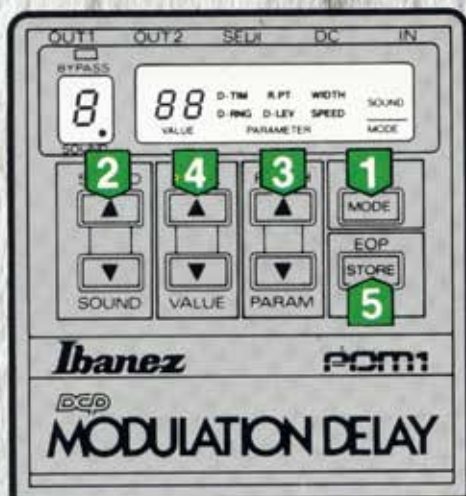 OUT1 OUT2 SEL/I DC IN
BYPASS
8. 88 D-TIM R.PT WIDTH SOUND
D-RNG D-LEV SPEED
SOUND VALUE PARAMETER MODE
2 4 3 1
MODE
EOP
STORE
SOUND VALUE PARAM 5
Ibanez PDM1
DCP
MODULATION DELAY